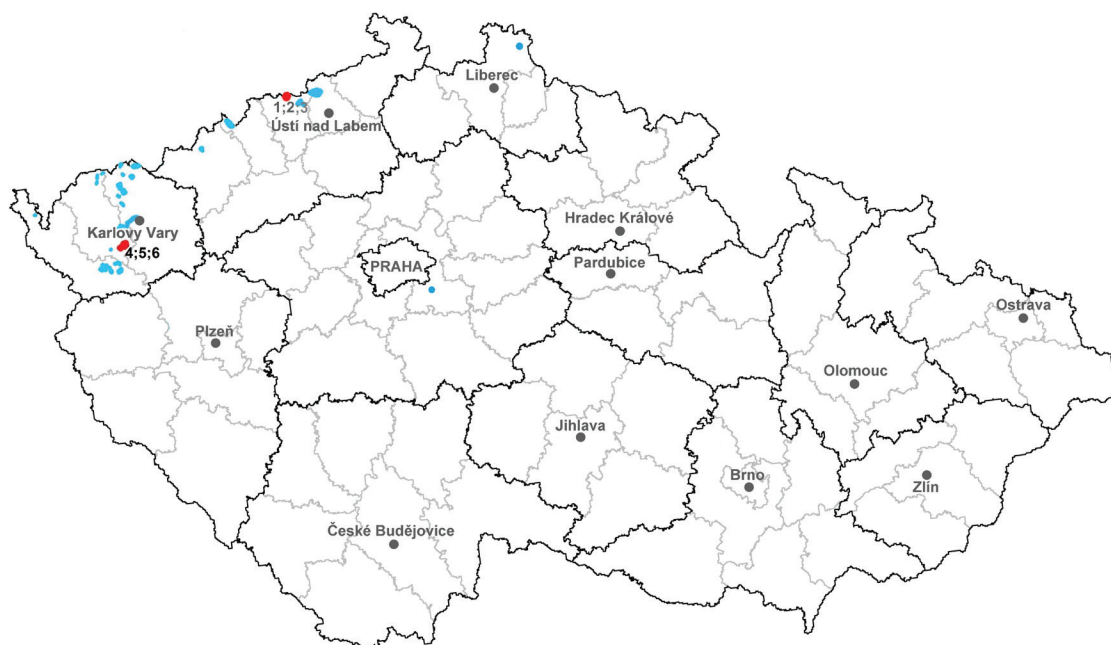 Liberec
1;2;3
Ústí nad Labem
Karlovy Vary
4;5;6
Hradec Králové
PRAHA
Pardubice
Ostrava
Plzeň
Olomouc
Jihlava
Brno
Zlín
České Budějovice